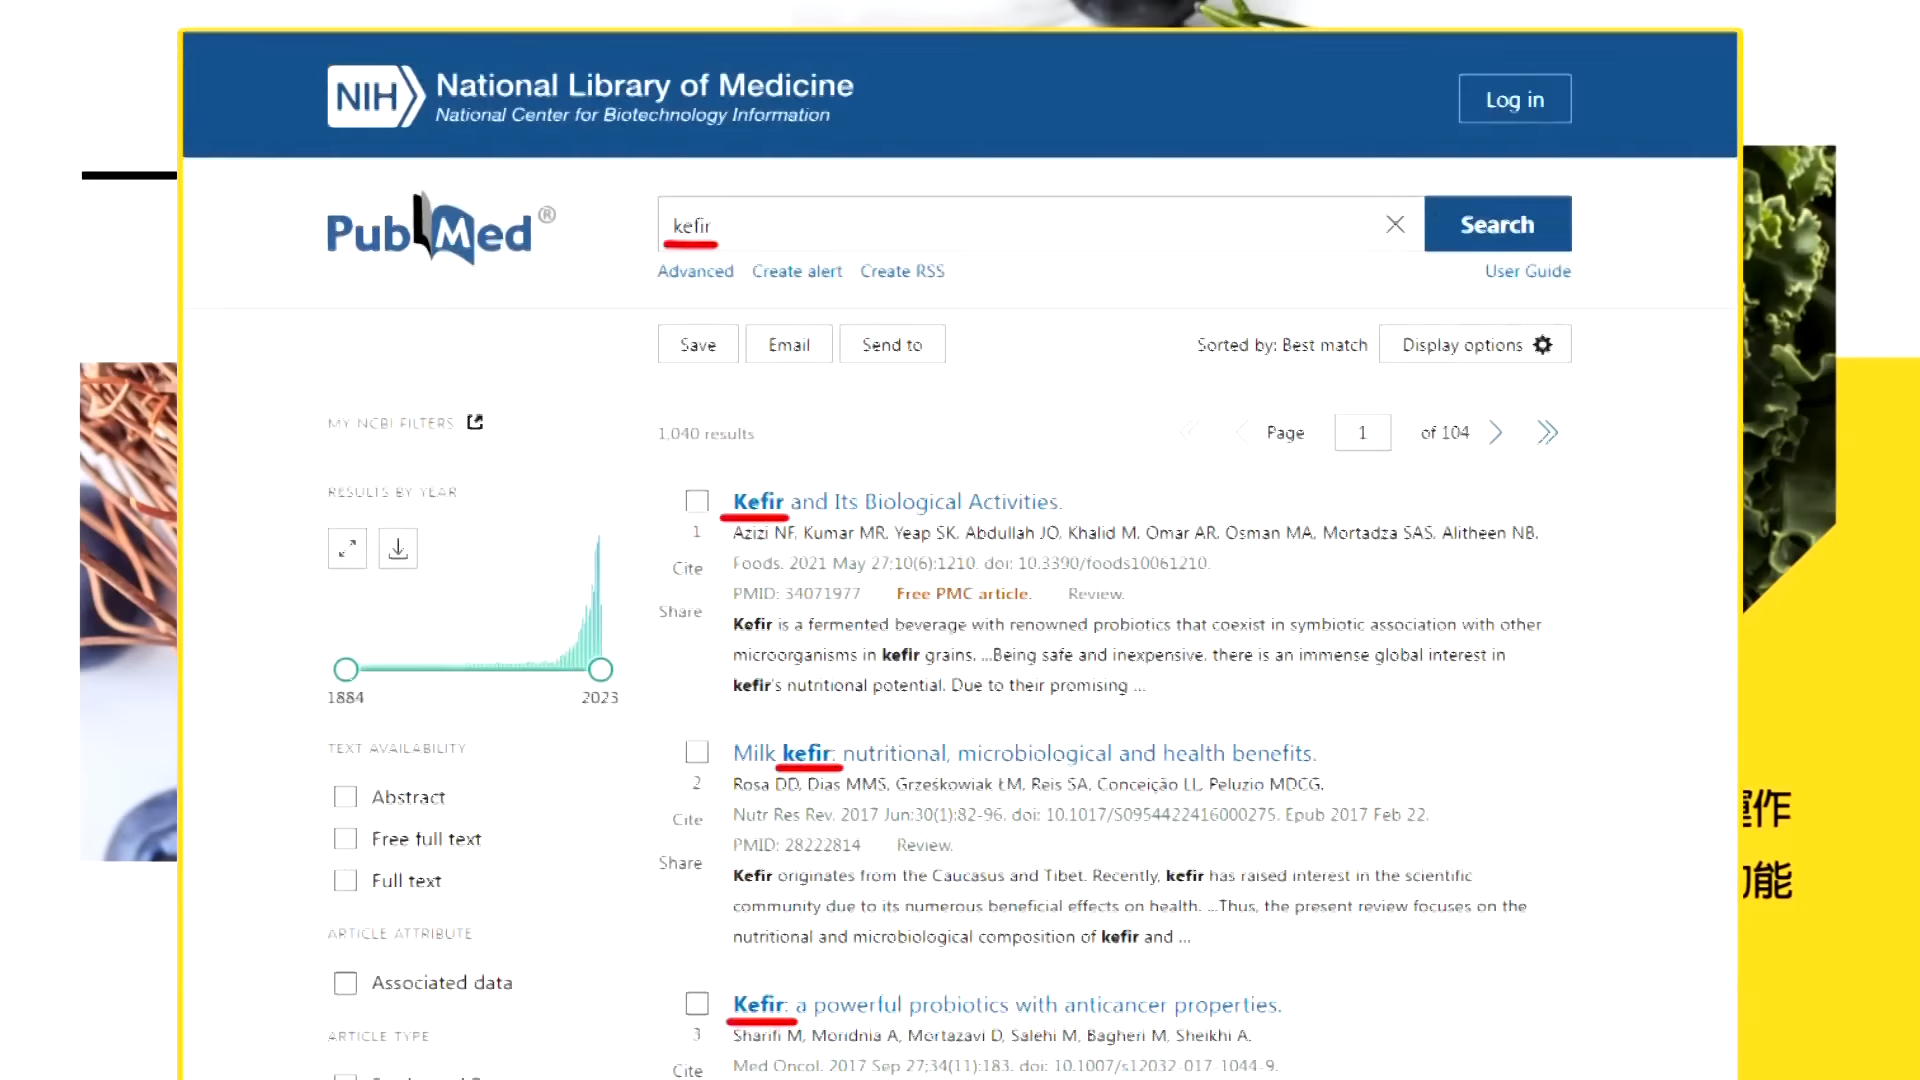 NIH National Library of Medicine
National Center for Biotechnology Information
Log in
PubMed®
kefir
Search
Advanced Create alert Create RSS
User Guide
Save Email Send to
Sorted by: Best match Display options
MY NCBI FILTERS
1,040 results
Page 1 of 104
RESULTS BY YEAR
1884 2023
TEXT AVAILABILITY
Abstract
Free full text
Full text
ARTICLE ATTRIBUTE
Associated data
ARTICLE TYPE
Kefir and Its Biological Activities.
1
Azizi NF, Kumar MR, Yeap SK, Abdullah JO, Khalid M, Omar AR, Osman MA, Mortadza SAS, Alitheen NB.
Cite
Foods. 2021 May 27;10(6):1210. doi: 10.3390/foods10061210.
PMID: 34071977 Free PMC article. Review.
Share
Kefir is a fermented beverage with renowned probiotics that coexist in symbiotic association with other
microorganisms in kefir grains. ...Being safe and inexpensive, there is an immense global interest in
kefir's nutritional potential. Due to their promising ...
Milk kefir: nutritional, microbiological and health benefits.
2
Rosa DD, Dias MMS, Grześkowiak ŁM, Reis SA, Conceição LL, Peluzio MDCG.
Cite
Nutr Res Rev. 2017 Jun;30(1):82-96. doi: 10.1017/S0954422416000275. Epub 2017 Feb 22.
PMID: 28222814 Review.
Share
Kefir originates from the Caucasus and Tibet. Recently, kefir has raised interest in the scientific
community due to its numerous beneficial effects on health. ...Thus, the present review focuses on the
nutritional and microbiological composition of kefir and ...
Kefir: a powerful probiotics with anticancer properties.
3
Sharifi M, Moridnia A, Mortazavi D, Salehi M, Bagheri M, Sheikhi A.
Cite
Med Oncol. 2017 Sep 27;34(11):183. doi: 10.1007/s12032-017-1044-9.
作
能